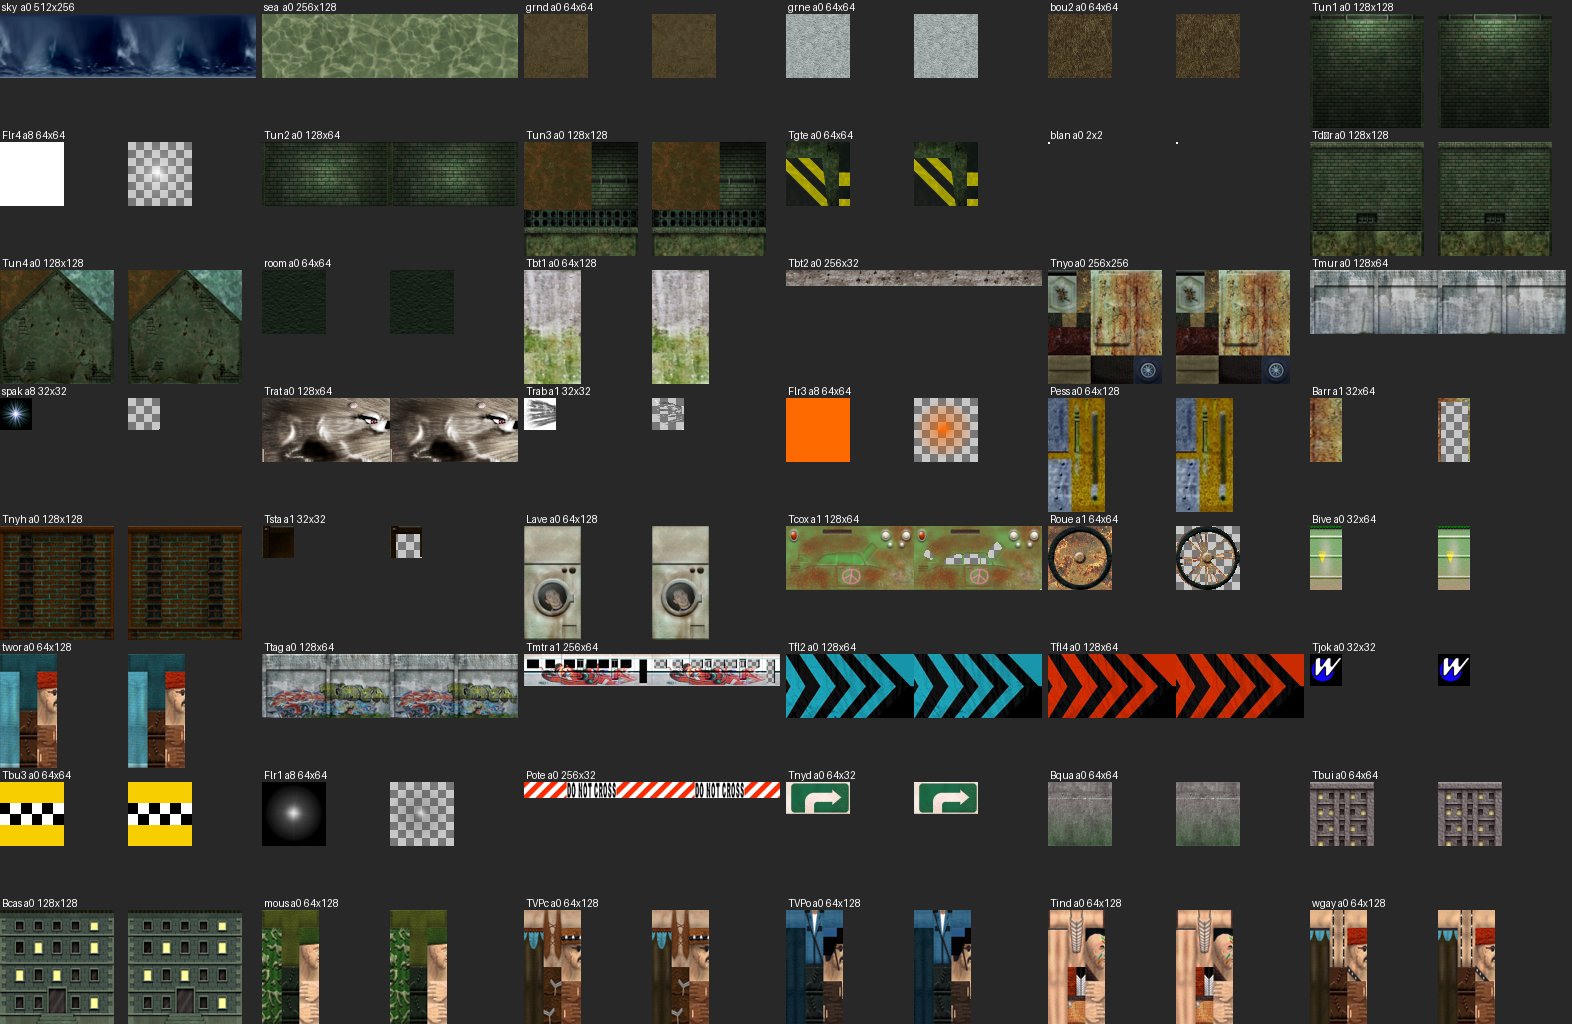 sky a0 512x256
sea a0 256x128
grnd a0 64x64
grne a0 64x64
bou2 a0 64x64
Tun1 a0 128x128
Flr4 a8 64x64
Tun2 a0 128x64
Tun3 a0 128x128
Tgte a0 64x64
blan a0 2x2
Td▯r a0 128x128
Tun4 a0 128x128
room a0 64x64
Tbt1 a0 64x128
Tbt2 a0 256x32
Tnyo a0 256x256
Tmur a0 128x64
spak a8 32x32
Trat a0 128x64
Trab a1 32x32
Flr3 a8 64x64
Pess a0 64x128
Barr a1 32x64
Tnyh a0 128x128
Tsta a1 32x32
Lave a0 64x128
Tcox a1 128x64
Roue a1 64x64
Bive a0 32x64
twor a0 64x128
Ttag a0 128x64
Tmtr a1 256x64
Tfl2 a0 128x64
Tfl4 a0 128x64
Tjok a0 32x32
W
W
Tbu3 a0 64x64
Flr1 a8 64x64
Pote a0 256x32
DO NOT CROSS
DO NOT CROSS
Tnyd a0 64x32
Bqua a0 64x64
Tbui a0 64x64
Bcas a0 128x128
mous a0 64x128
TVPc a0 64x128
TVPo a0 64x128
Tind a0 64x128
wgay a0 64x128